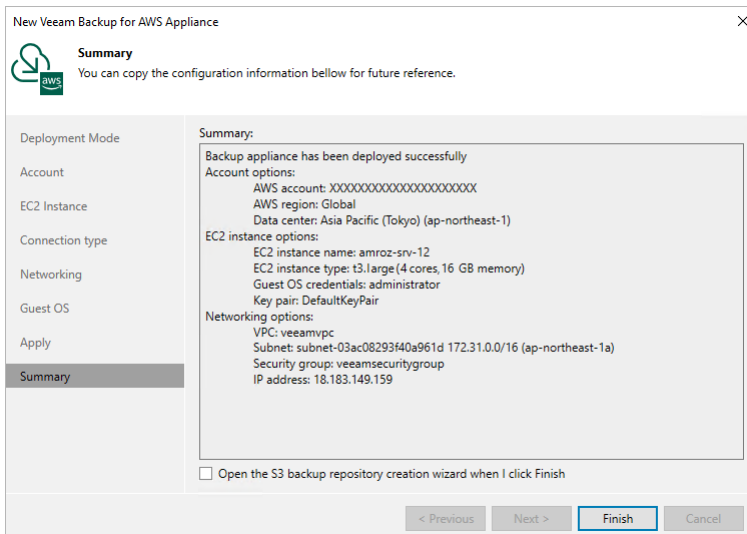 New Veeam Backup for AWS Appliance
Summary
You can copy the configuration information bellow for future reference.
aws
Deployment Mode
Account
EC2 Instance
Connection type
Networking
Guest OS
Apply
Summary
Summary:
Backup appliance has been deployed successfully
Account options:
AWS account: XXXXXXXXXXXXXXXXXXXXXX
AWS region: Global
Data center: Asia Pacific (Tokyo) (ap-northeast-1)
EC2 instance options:
EC2 instance name: amroz-srv-12
EC2 instance type: t3.large(4 cores,16 GB memory)
Guest OS credentials: administrator
Key pair: DefaultKeyPair
Networking options:
VPC: veeamvpc
Subnet: subnet-03ac08293f40a961d 172.31.0.0/16 (ap-northeast-1a)
Security group: veeamsecuritygroup
IP address: 18.183.149.159
Open the S3 backup repository creation wizard when I click Finish
< Previous
Next >
Finish
Cancel